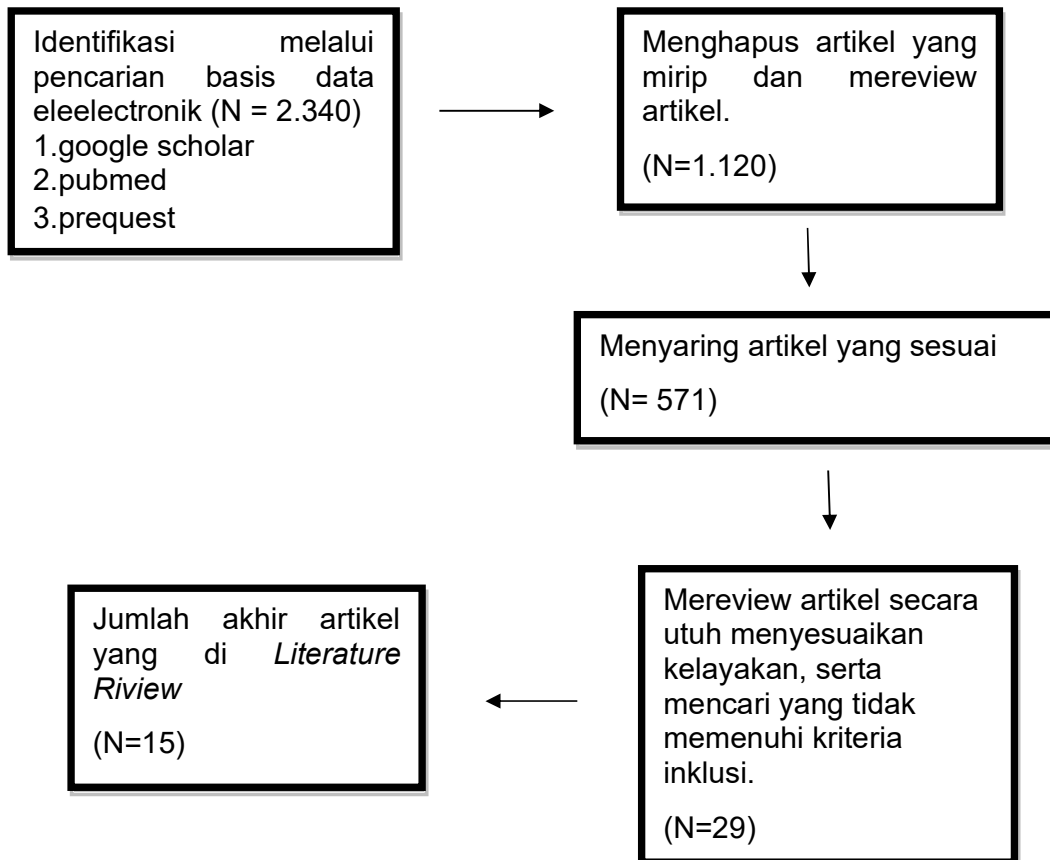 Identifikasi melalui
pencarian basis data
eleelectronik (N = 2.340)
1.google scholar
2.pubmed
3.prequest
Menghapus artikel yang
mirip dan mereview
artikel.
(N=1.120)
Menyaring artikel yang sesuai
(N= 571)
Mereview artikel secara
utuh menyesuaikan
kelayakan, serta
mencari yang tidak
memenuhi kriteria
inklusi.
(N=29)
Jumlah akhir artikel
yang di Literature
Riview
(N=15)